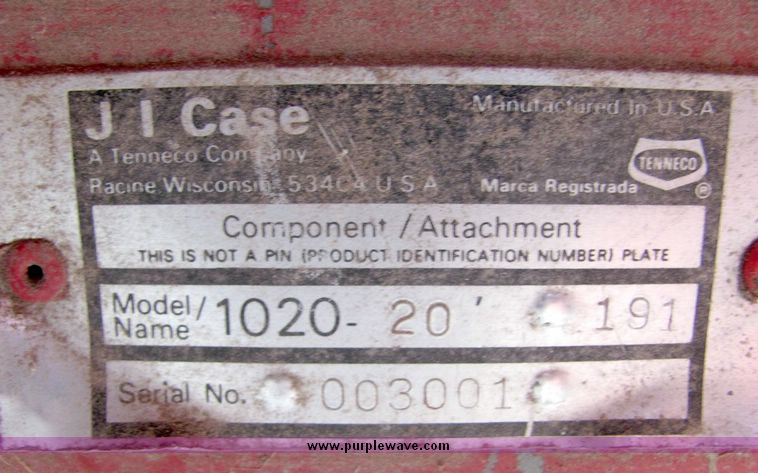 J I Case
Manufactured in U.S.A
A Tenneco Company
TENNECO
Racine Wisconsin 53404 U S A
Marca Registrada ®
Component / Attachment
THIS IS NOT A PIN (PRODUCT IDENTIFICATION NUMBER) PLATE
Model/ Name 1020- 20 ' 191
Serial No. 003001
www.purplewave.com